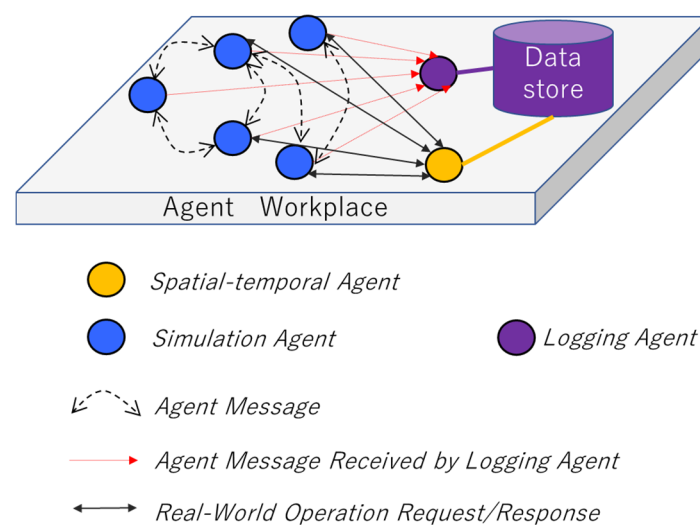 Data
store
Agent Workplace
Spatial-temporal Agent
Simulation Agent
Logging Agent
Agent Message
Agent Message Received by Logging Agent
Real-World Operation Request/Response